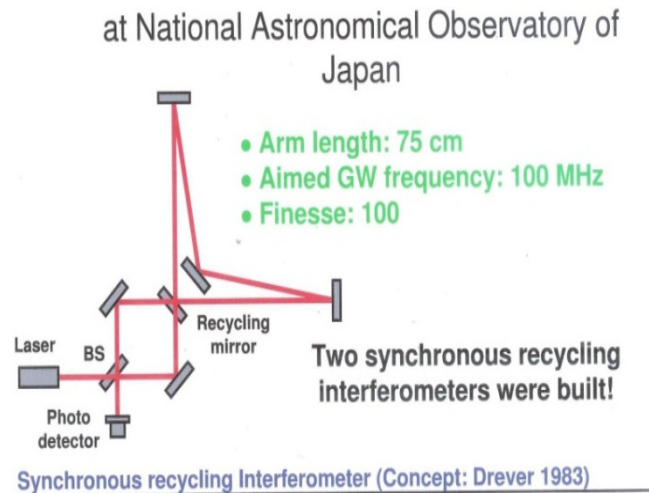 at National Astronomical Observatory of
Japan
● Arm length: 75 cm
● Aimed GW frequency: 100 MHz
● Finesse: 100
Recycling
mirror
Laser
BS
Photo
detector
Two synchronous recycling
interferometers were built!
Synchronous recycling Interferometer (Concept: Drever 1983)